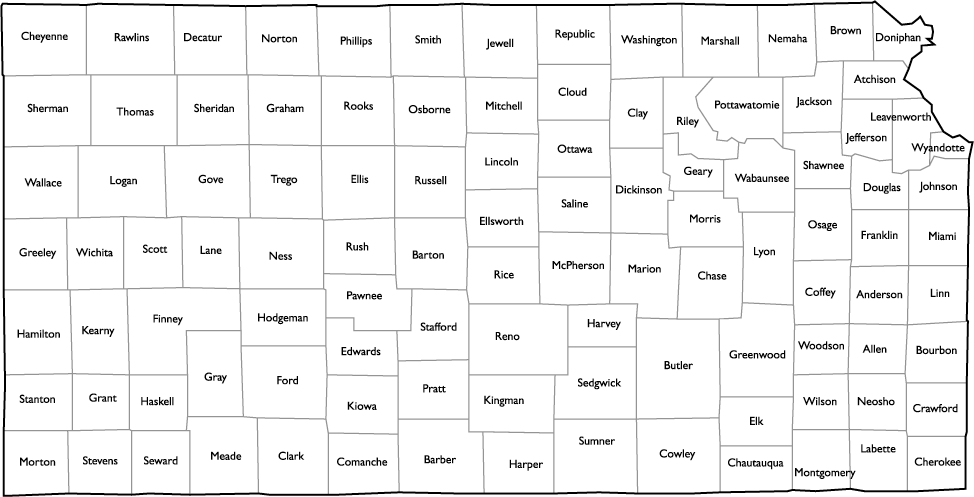 Cheyenne
Rawlins
Decatur
Norton
Phillips
Smith
Jewell
Republic
Washington
Marshall
Nemaha
Brown
Doniphan
Sherman
Thomas
Sheridan
Graham
Rooks
Osborne
Mitchell
Cloud
Clay
Riley
Pottawatomie
Jackson
Atchison
Jefferson
Leavenworth
Wyandotte
Wallace
Logan
Gove
Trego
Ellis
Russell
Lincoln
Ottawa
Dickinson
Geary
Wabaunsee
Shawnee
Douglas
Johnson
Greeley
Wichita
Scott
Lane
Ness
Rush
Barton
Ellsworth
Saline
Morris
Lyon
Osage
Franklin
Miami
Rice
McPherson
Marion
Chase
Coffey
Anderson
Linn
Hamilton
Kearny
Finney
Hodgeman
Pawnee
Stafford
Edwards
Reno
Harvey
Butler
Greenwood
Woodson
Allen
Bourbon
Stanton
Grant
Haskell
Gray
Ford
Kiowa
Pratt
Kingman
Sedgwick
Elk
Wilson
Neosho
Crawford
Morton
Stevens
Seward
Meade
Clark
Comanche
Barber
Harper
Sumner
Cowley
Chautauqua
Montgomery
Labette
Cherokee